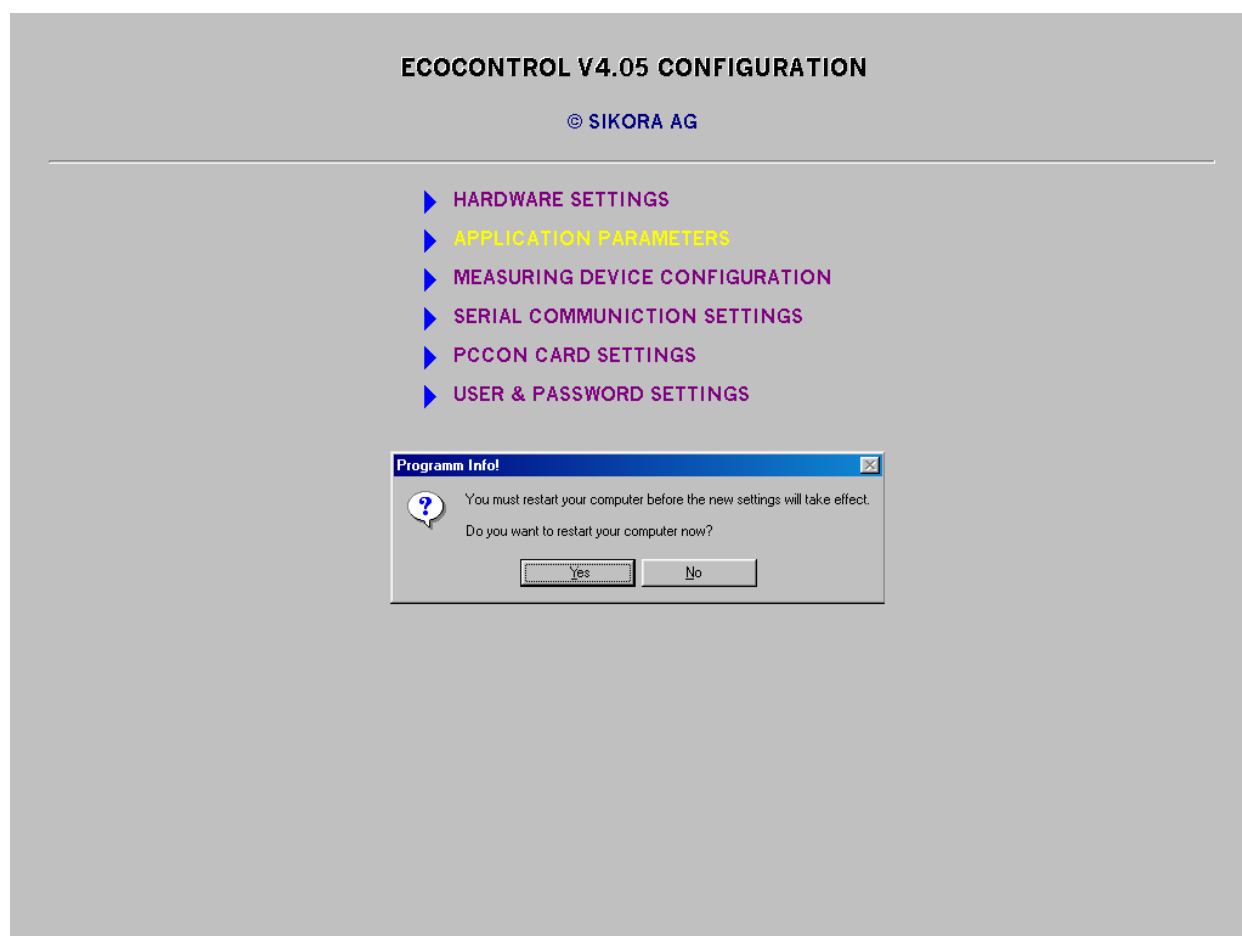 ECOCONTROL V4.05 CONFIGURATION
© SIKORA AG
HARDWARE SETTINGS
APPLICATION PARAMETERS
MEASURING DEVICE CONFIGURATION
SERIAL COMMUNICTION SETTINGS
PCCON CARD SETTINGS
USER & PASSWORD SETTINGS
Programm Info!
You must restart your computer before the new settings will take effect.
Do you want to restart your computer now?
Yes No